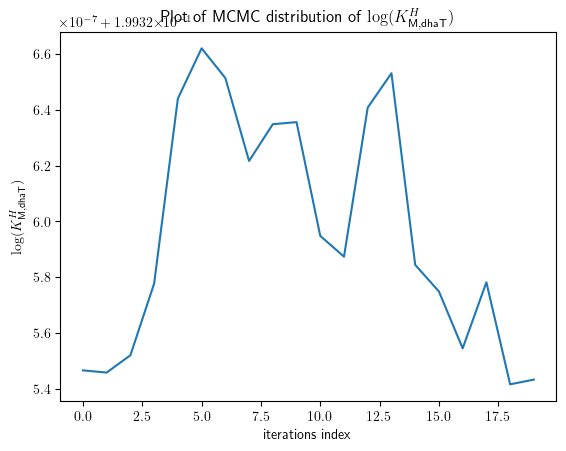 Plot of MCMC distribution of log(K^H_{M,dhaT})
×10⁻⁷ + 1.9932×10⁻¹
6.6
6.4
6.2
6.0
5.8
5.6
5.4
log(K^H_{M,dhaT})
0.0 2.5 5.0 7.5 10.0 12.5 15.0 17.5
iterations index